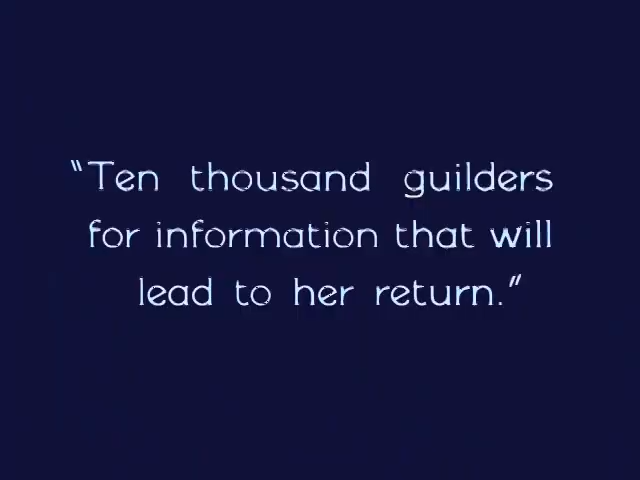 "Ten thousand guilders
for information that will
lead to her return."